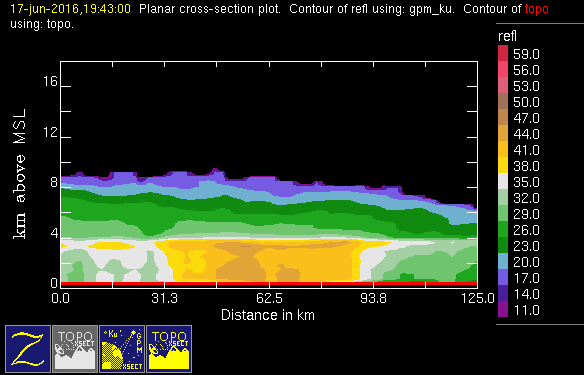 17-jun-2016,19:43:00 Planar cross-section plot. Contour of refl using: gpm_ku. Contour of topo
using: topo.
refl
59.0
56.0
53.0
50.0
47.0
44.0
41.0
38.0
35.0
32.0
29.0
26.0
23.0
20.0
17.0
14.0
11.0
km above MSL
16
12
8
4
0
0.0 31.3 62.5 93.8 125.0
Distance in km
Z
TOPO
XSECT
"Ku"
GPM
XSECT
TOPO
XSECT